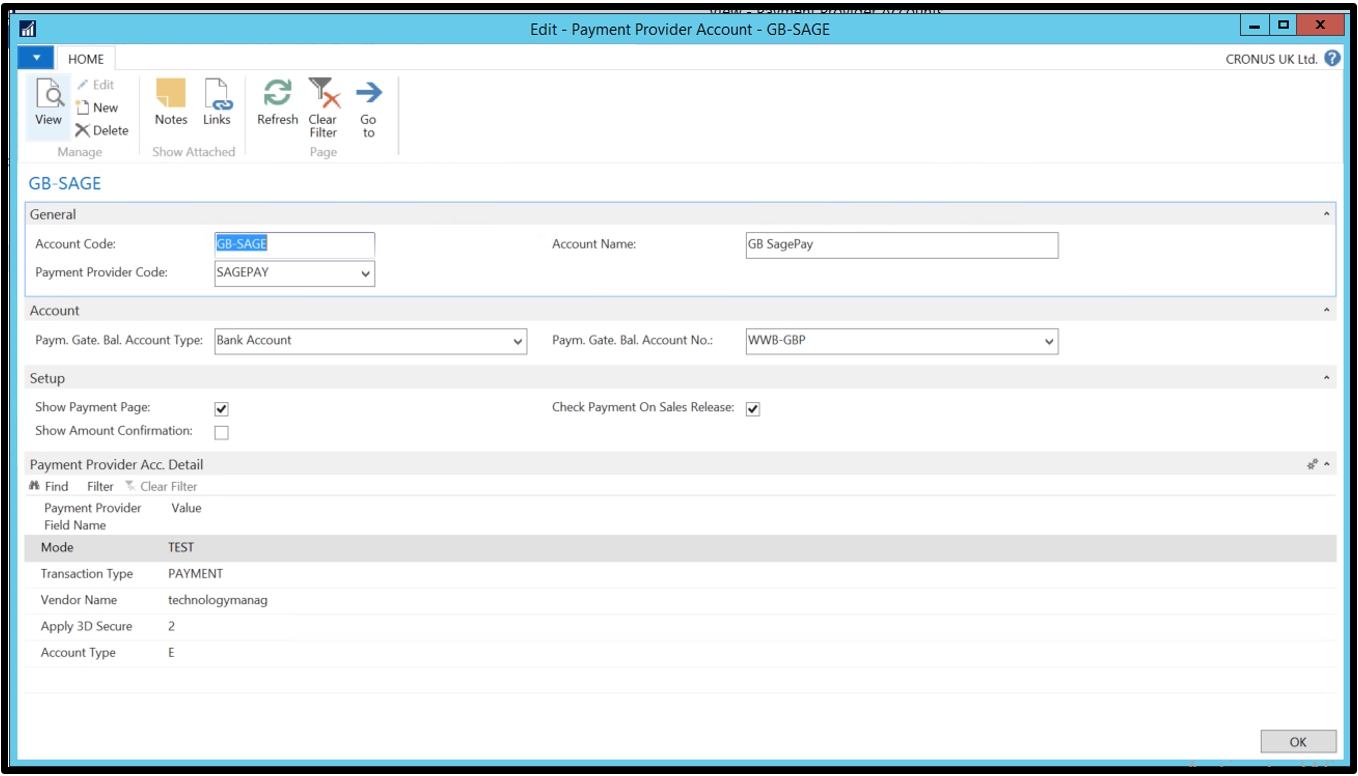 View - Payment Provider Accounts
Edit - Payment Provider Account - GB-SAGE
HOME
CRONUS UK Ltd. ?
View
Edit
New
Delete
Manage
Notes
Links
Show Attached
Refresh
Clear
Filter
Go
to
Page
GB-SAGE
General
Account Code: GB-SAGE Account Name: GB SagePay
Payment Provider Code: SAGEPAY
Account
Paym. Gate. Bal. Account Type: Bank Account Paym. Gate. Bal. Account No.: WWB-GBP
Setup
Show Payment Page: Check Payment On Sales Release:
Show Amount Confirmation:
Payment Provider Acc. Detail
Find Filter Clear Filter
Payment Provider Value
Field Name
Mode TEST
Transaction Type PAYMENT
Vendor Name technologymanag
Apply 3D Secure 2
Account Type E
OK